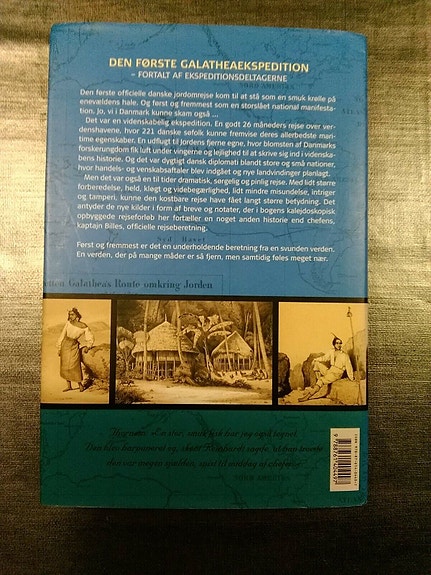 DEN FØRSTE GALATHEAEKSPEDITION
– FORTALT AF EKSPEDITIONSDELTAGERNE
Den første officielle danske jordomrejse kom til at stå som en smuk krølle på
enevældens hale. Og først og fremmest som en storslået national manifesta-
tion. Jo, vi i Danmark kunne skam også ...
Det var en videnskabelig ekspedition. En godt 26 måneders rejse over ver-
denshavene, hvor 221 danske søfolk kunne fremvise deres allerbedste mari-
time egenskaber. En udflugt til Jordens fjerne egne, hvor blomsten af Danmarks
forskerungdom fik luft under vingerne og lejlighed til at skrive sig ind i videnska-
bens historie. Og det var dygtigt dansk diplomati blandt store og små nationer,
hvor handels- og venskabsaftaler blev indgået og nye landvindinger planlagt.
Men det var også en til tider dramatisk, sørgelig og pinlig rejse. Med lidt større
forberedelse, held, kløgt og videbegærlighed, lidt mindre misundelse, intriger
og tamperi, kunne den kostbare rejse have fået langt større betydning. Det
antyder de nye kilder i form af breve og notater, der i bogens kalejdoskopisk
opbyggede rejseforløb her fortæller en noget anden historie end chefens,
kaptajn Billes, officielle rejseberetning.
Syd Havet
Først og fremmest er det en underholdende beretning fra en svunden verden.
En verden, der på mange måder er så fjern, men samtidig føles meget nær.
Galatheas Route omkring Jorden